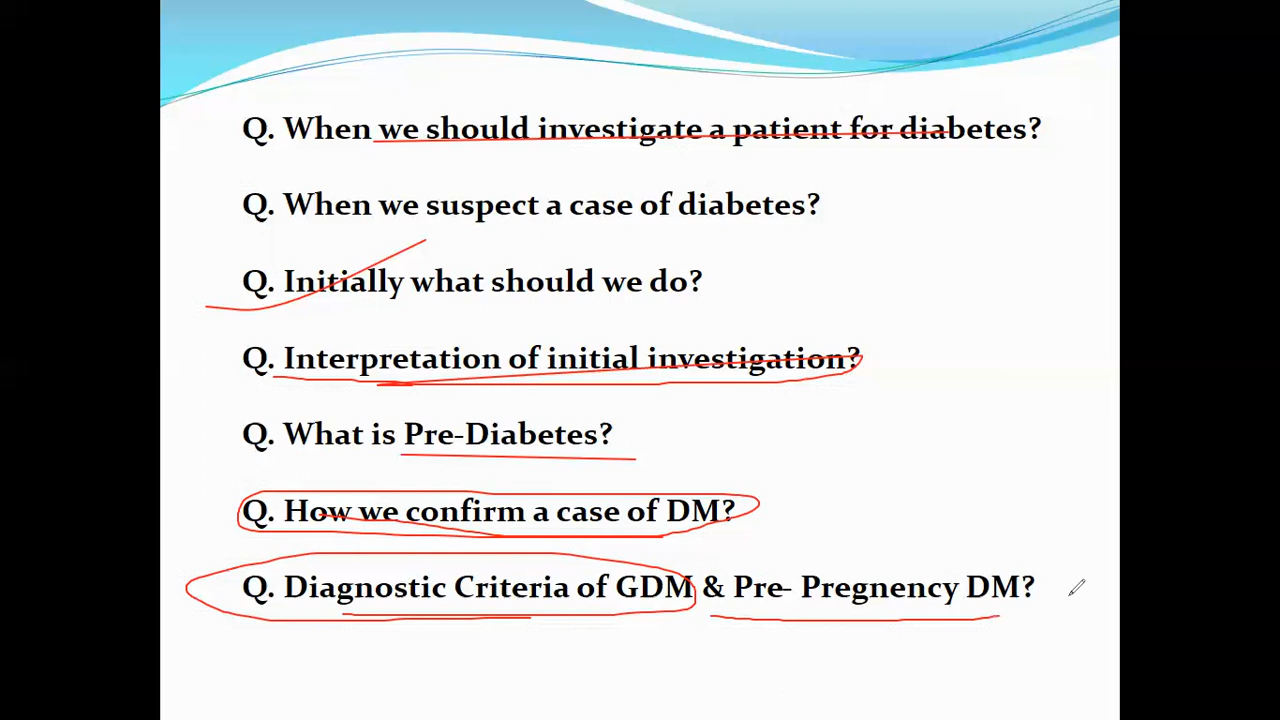 Q. When we should investigate a patient for diabetes?
Q. When we suspect a case of diabetes?
Q. Initially what should we do?
Q. Interpretation of initial investigation?
Q. What is Pre-Diabetes?
Q. How we confirm a case of DM?
Q. Diagnostic Criteria of GDM & Pre- Pregnency DM?